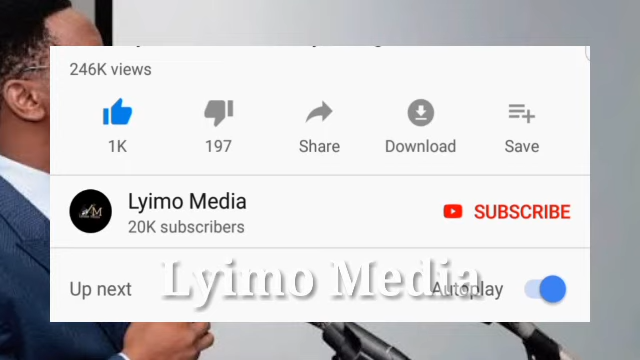 246K views
1K 197 Share Download Save
Lyimo Media
20K subscribers
SUBSCRIBE
Up next Autoplay
Lyimo Media